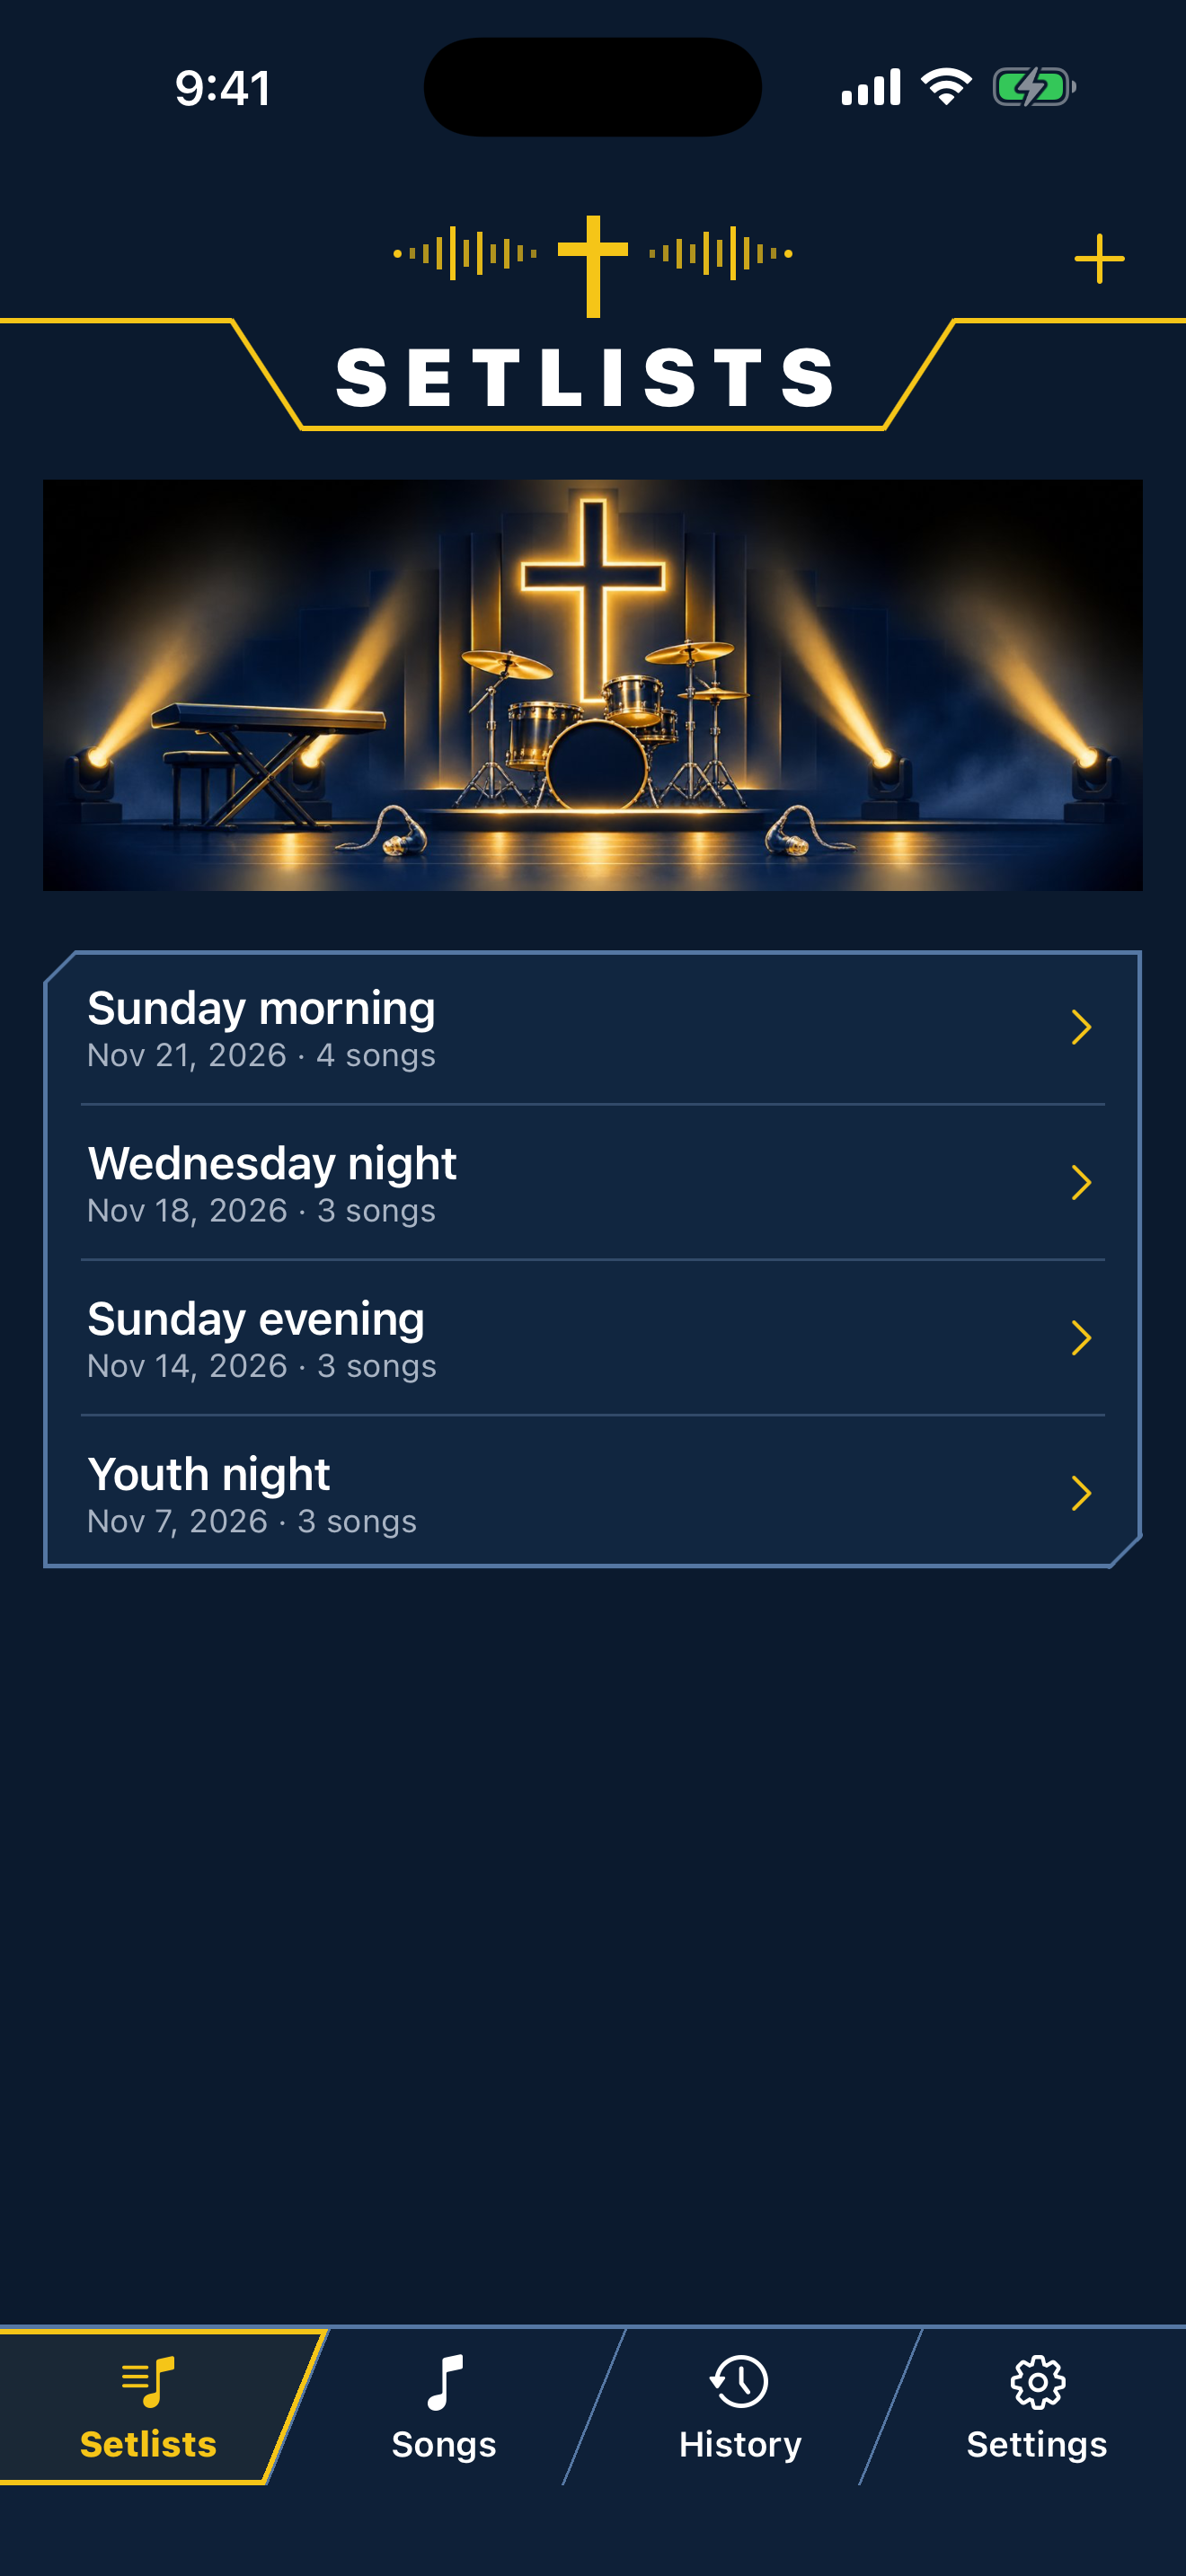 9:41
SETLISTS
Sunday morning
Nov 21, 2026 · 4 songs
Wednesday night
Nov 18, 2026 · 3 songs
Sunday evening
Nov 14, 2026 · 3 songs
Youth night
Nov 7, 2026 · 3 songs
Setlists
Songs
History
Settings